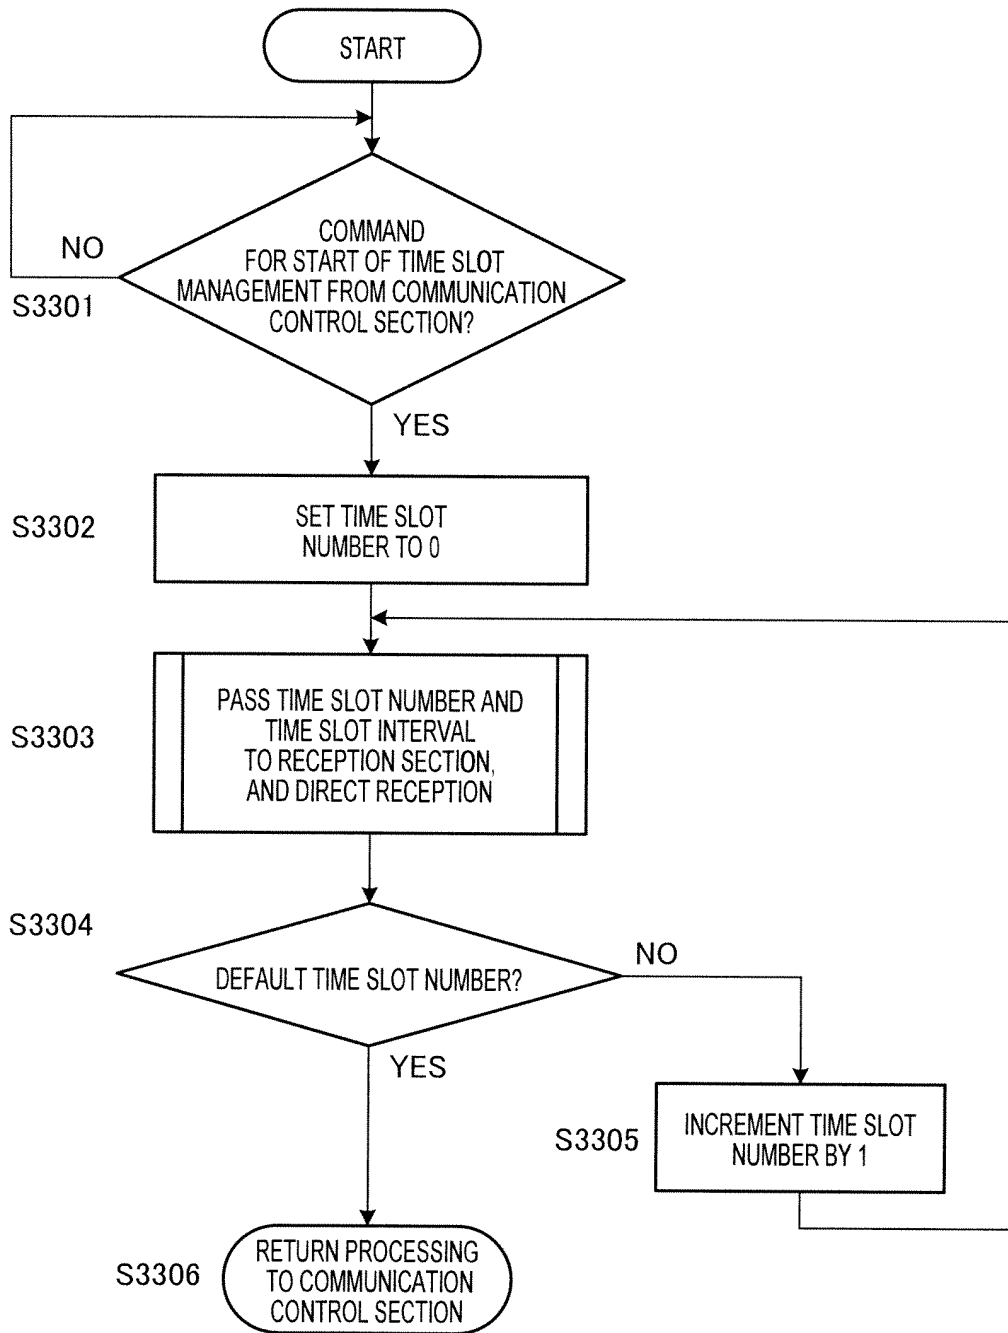 START
COMMAND
FOR START OF TIME SLOT
MANAGEMENT FROM COMMUNICATION
CONTROL SECTION?
NO
S3301
YES
S3302
SET TIME SLOT
NUMBER TO 0
S3303
PASS TIME SLOT NUMBER AND
TIME SLOT INTERVAL
TO RECEPTION SECTION,
AND DIRECT RECEPTION
S3304
DEFAULT TIME SLOT NUMBER?
NO
YES
S3305
INCREMENT TIME SLOT
NUMBER BY 1
S3306
RETURN PROCESSING
TO COMMUNICATION
CONTROL SECTION